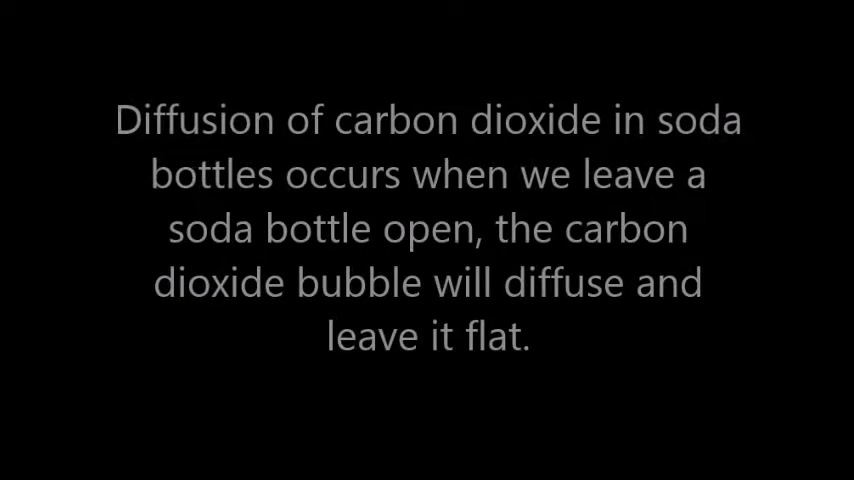 Diffusion of carbon dioxide in soda
bottles occurs when we leave a
soda bottle open, the carbon
dioxide bubble will diffuse and
leave it flat.